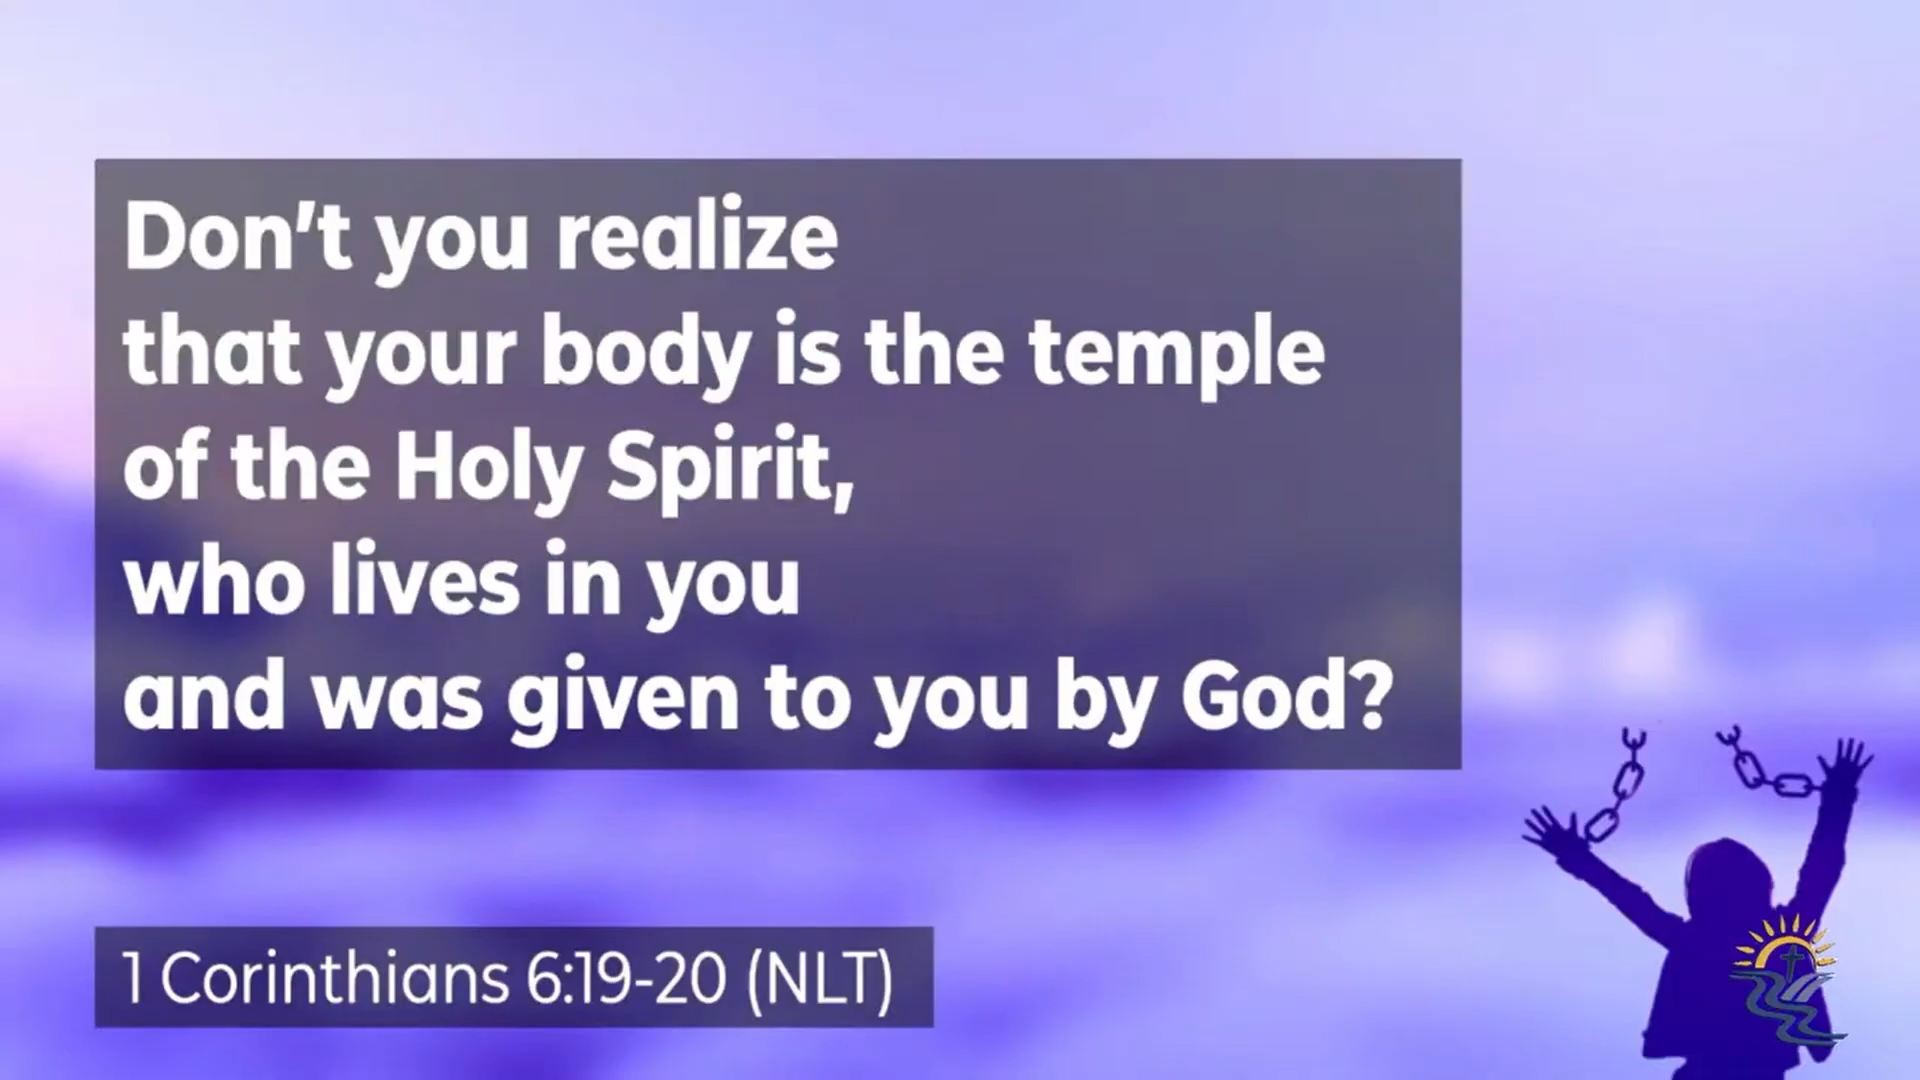 Don't you realize
that your body is the temple
of the Holy Spirit,
who lives in you
and was given to you by God?
1 Corinthians 6:19-20 (NLT)